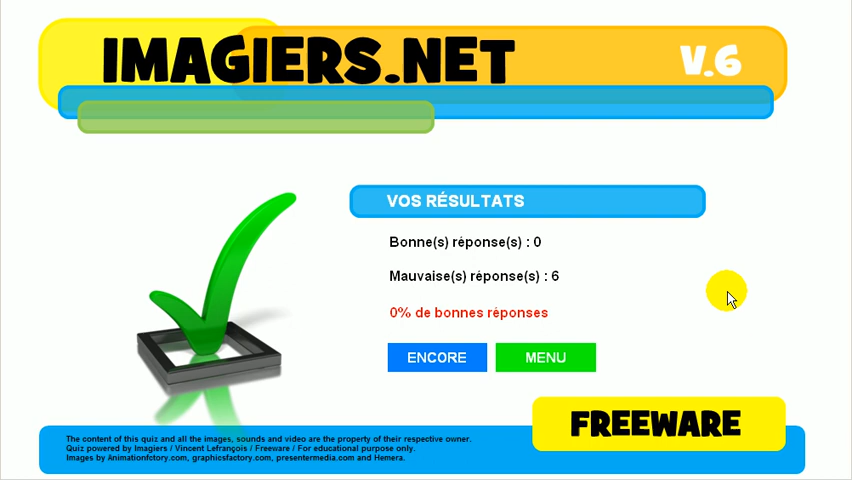 IMAGIERS.NET
V.6
VOS RÉSULTATS
Bonne(s) réponse(s) : 0
Mauvaise(s) réponse(s) : 6
0% de bonnes réponses
ENCORE
MENU
FREEWARE
The content of this quiz and all the images, sounds and video are the property of their respective owner.
Quiz powered by Imagiers / Vincent Lefrançois / Freeware / For educational purpose only.
Images by Animationfctory.com, graphicsfactory.com, presentermedia.com and Hemera.